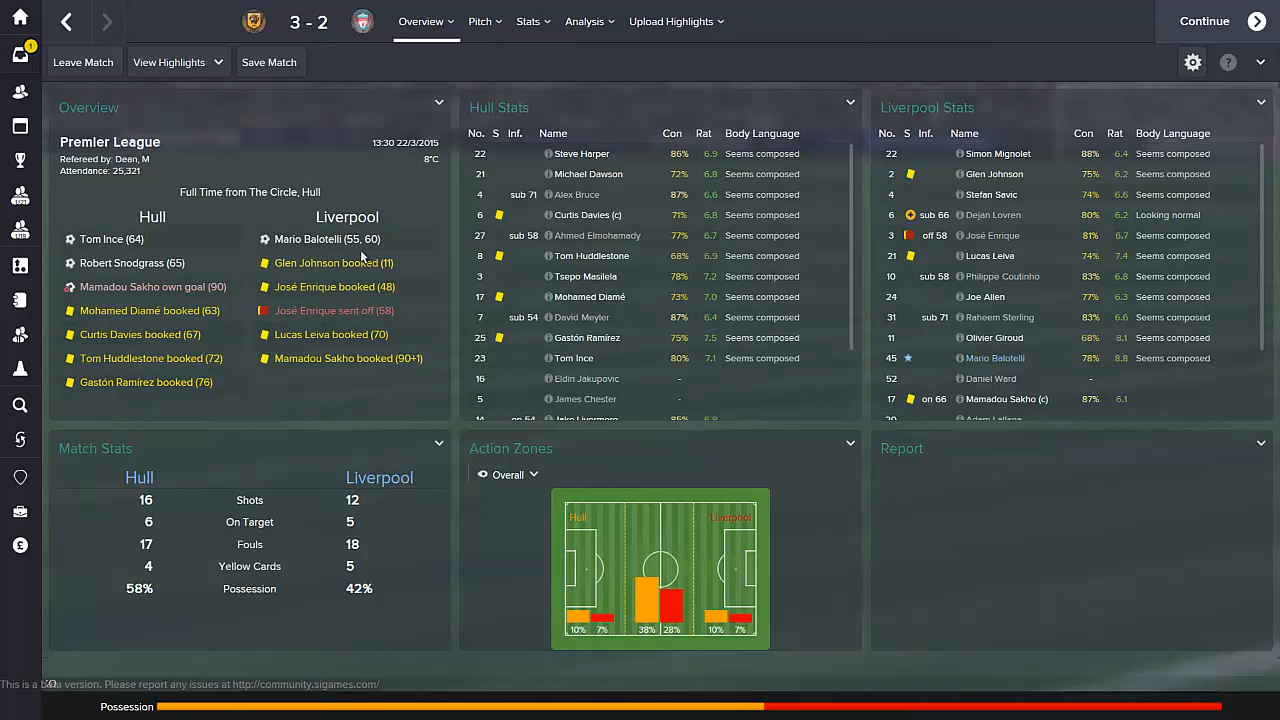 1
3 - 2
Overview
Pitch
Stats
Analysis
Upload Highlights
Continue
Leave Match
View Highlights
Save Match
?
U21
U18
Overview
Premier League
13:30 22/3/2015
Refereed by: Dean, M
8°C
Attendance: 25,321
Full Time from The Circle, Hull
Hull
Liverpool
Tom Ince (64)
Mario Balotelli (55, 60)
Robert Snodgrass (65)
Glen Johnson booked (11)
Mamadou Sakho own goal (90)
José Enrique booked (48)
Mohamed Diamé booked (63)
José Enrique sent off (58)
Curtis Davies booked (67)
Lucas Leiva booked (70)
Tom Huddlestone booked (72)
Mamadou Sakho booked (90+1)
Gastón Ramírez booked (76)
Hull Stats
No. S Inf. Name Con Rat Body Language
22 Steve Harper 86% 6.9 Seems composed
21 Michael Dawson 72% 6.8 Seems composed
4 sub 71 Alex Bruce 87% 6.6 Seems composed
6 Curtis Davies (c) 71% 6.8 Seems composed
27 sub 58 Ahmed Elmohamady 77% 6.7 Seems composed
8 Tom Huddlestone 68% 6.9 Seems composed
3 Tsepo Masilela 78% 7.2 Seems composed
17 Mohamed Diamé 73% 7.0 Seems composed
7 sub 54 David Meyler 87% 6.4 Seems composed
25 Gastón Ramírez 75% 7.5 Seems composed
23 Tom Ince 80% 7.1 Seems composed
16 Eldin Jakupovic -
5 James Chester -
14 on 54 Jake Livermore 85% 6.9
Liverpool Stats
No. S Inf. Name Con Rat Body Language
22 Simon Mignolet 88% 6.4 Seems composed
2 Glen Johnson 75% 6.2 Seems composed
4 Stefan Savic 74% 6.6 Seems composed
6 sub 66 Dejan Lovren 80% 6.2 Looking normal
3 off 58 José Enrique 81% 6.7 Seems composed
21 Lucas Leiva 74% 7.4 Seems composed
10 sub 58 Philippe Coutinho 83% 6.8 Seems composed
24 Joe Allen 77% 6.3 Seems composed
31 sub 71 Raheem Sterling 83% 6.6 Seems composed
11 Olivier Giroud 68% 8.1 Seems composed
45 Mario Balotelli 78% 8.8 Seems composed
52 Daniel Ward -
17 on 66 Mamadou Sakho (c) 87% 6.1
20 Adam Lallana
Match Stats
Hull Liverpool
16 Shots 12
6 On Target 5
17 Fouls 18
4 Yellow Cards 5
58% Possession 42%
Action Zones
Overall
Hull
Liverpool
10% 7% 38% 28% 10% 7%
Report
This is a beta version. Please report any issues at http://community.sigames.com/
Possession